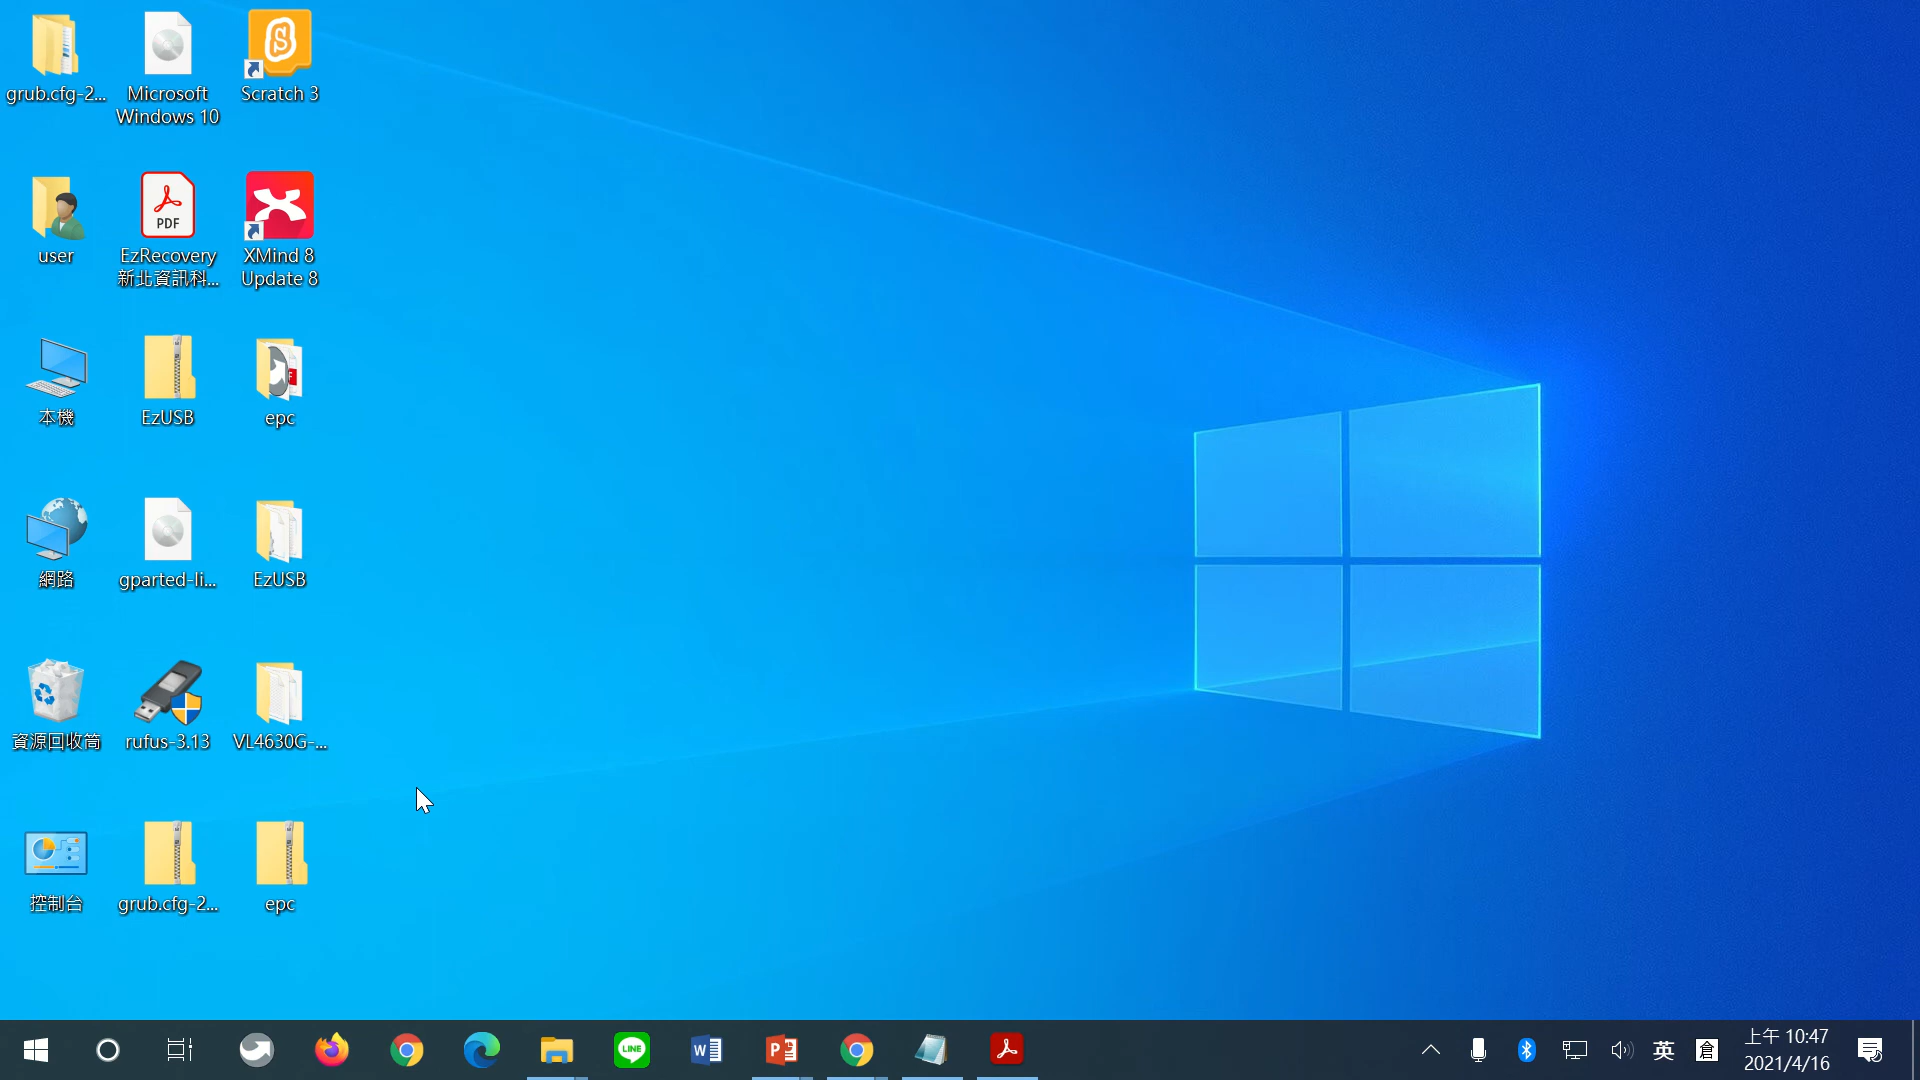 grub.cfg-2...
Microsoft
Windows 10
Scratch 3
user
PDF
EzRecovery
新北資訊科...
XMind 8
Update 8
本機
EzUSB
epc
網路
gparted-li...
EzUSB
資源回收筒
rufus-3.13
VL4630G-...
控制台
grub.cfg-2...
epc
LINE
英
倉
上午 10:47
2021/4/16